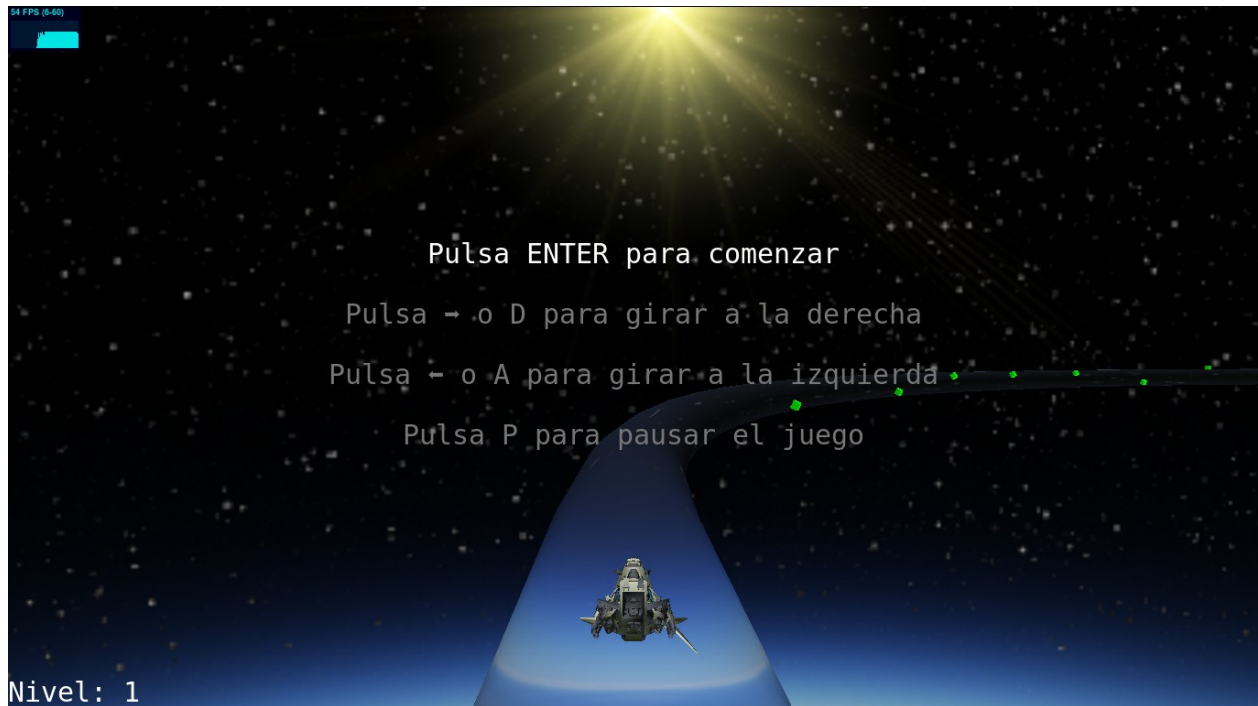 54 FPS (6-60)
Pulsa ENTER para comenzar
Pulsa ➡ o D para girar a la derecha
Pulsa ⬅ o A para girar a la izquierda
Pulsa P para pausar el juego
Nivel: 1